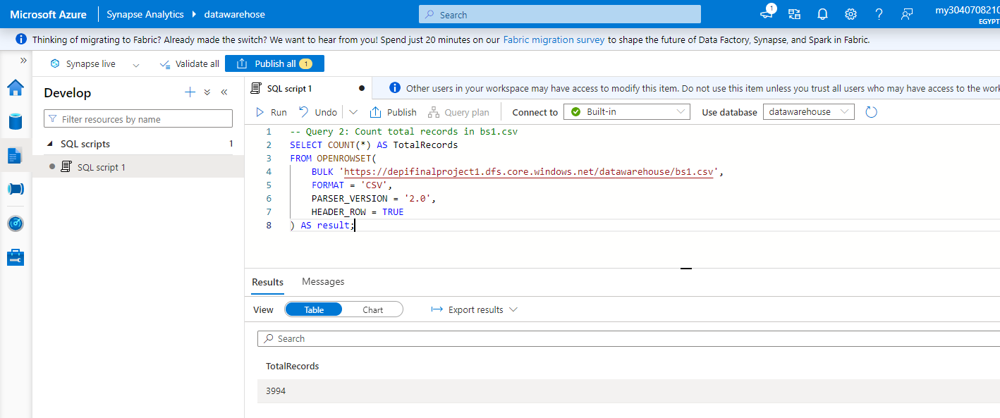 Microsoft Azure
Synapse Analytics
datawarehose
Search
1
my3040708210
EGYPT
Thinking of migrating to Fabric? Already made the switch? We want to hear from you! Spend just 20 minutes on our Fabric migration survey to shape the future of Data Factory, Synapse, and Spark in Fabric.
Synapse live
Validate all
Publish all 1
Develop
Filter resources by name
SQL scripts 1
SQL script 1
SQL script 1
Other users in your workspace may have access to modify this item. Do not use this item unless you trust all users who may have access to the work
Run
Undo
Publish
Query plan
Connect to
Built-in
Use database
datawarehouse
1 -- Query 2: Count total records in bs1.csv
2 SELECT COUNT(*) AS TotalRecords
3 FROM OPENROWSET(
4 BULK 'https://depifinalproject1.dfs.core.windows.net/datawarehouse/bs1.csv',
5 FORMAT = 'CSV',
6 PARSER_VERSION = '2.0',
7 HEADER_ROW = TRUE
8 ) AS result;
Results
Messages
View
Table
Chart
Export results
Search
TotalRecords
3994